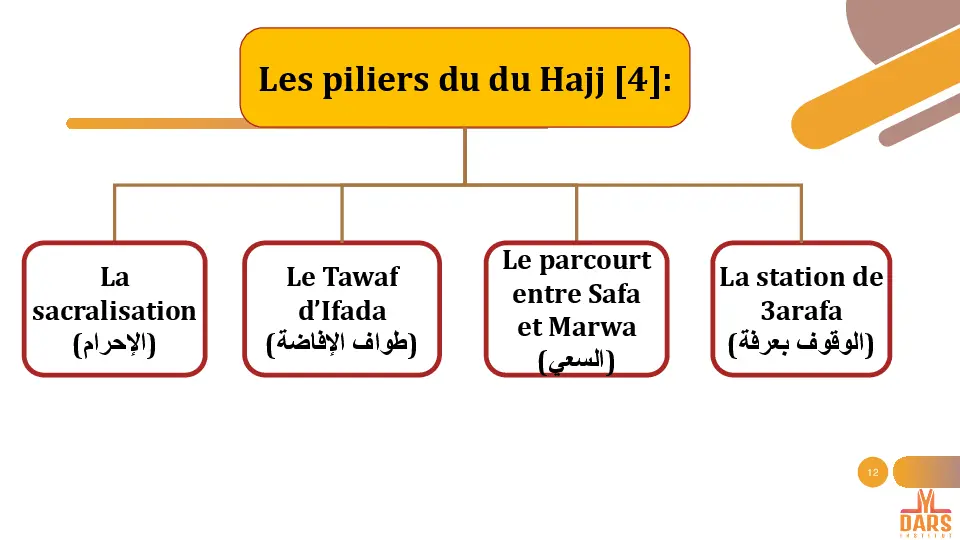 Les piliers du du Hajj [4]:
La
sacralisation
(الإحرام)
Le Tawaf
d’Ifada
(طواف الإفاضة)
Le parcourt
entre Safa
et Marwa
(السعي)
La station de
3arafa
(الوقوف بعرفة)
12
DARS
INSTITUT